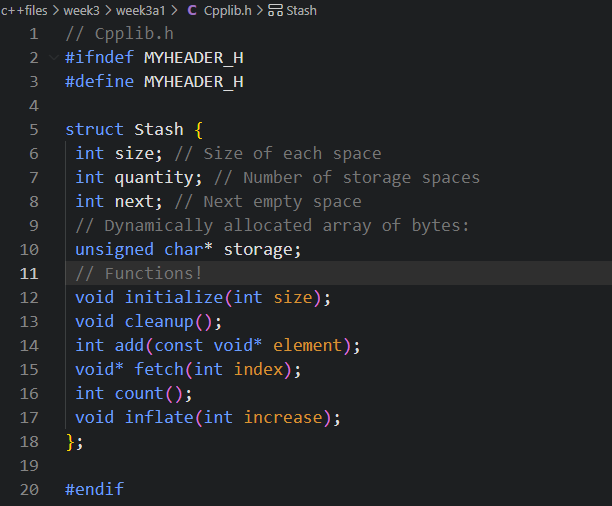 c++files > week3 > week3a1 > C Cpplib.h > Stash
1 // Cpplib.h
2 #ifndef MYHEADER_H
3 #define MYHEADER_H
4
5 struct Stash {
6 int size; // Size of each space
7 int quantity; // Number of storage spaces
8 int next; // Next empty space
9 // Dynamically allocated array of bytes:
10 unsigned char* storage;
11 // Functions!
12 void initialize(int size);
13 void cleanup();
14 int add(const void* element);
15 void* fetch(int index);
16 int count();
17 void inflate(int increase);
18 };
19
20 #endif